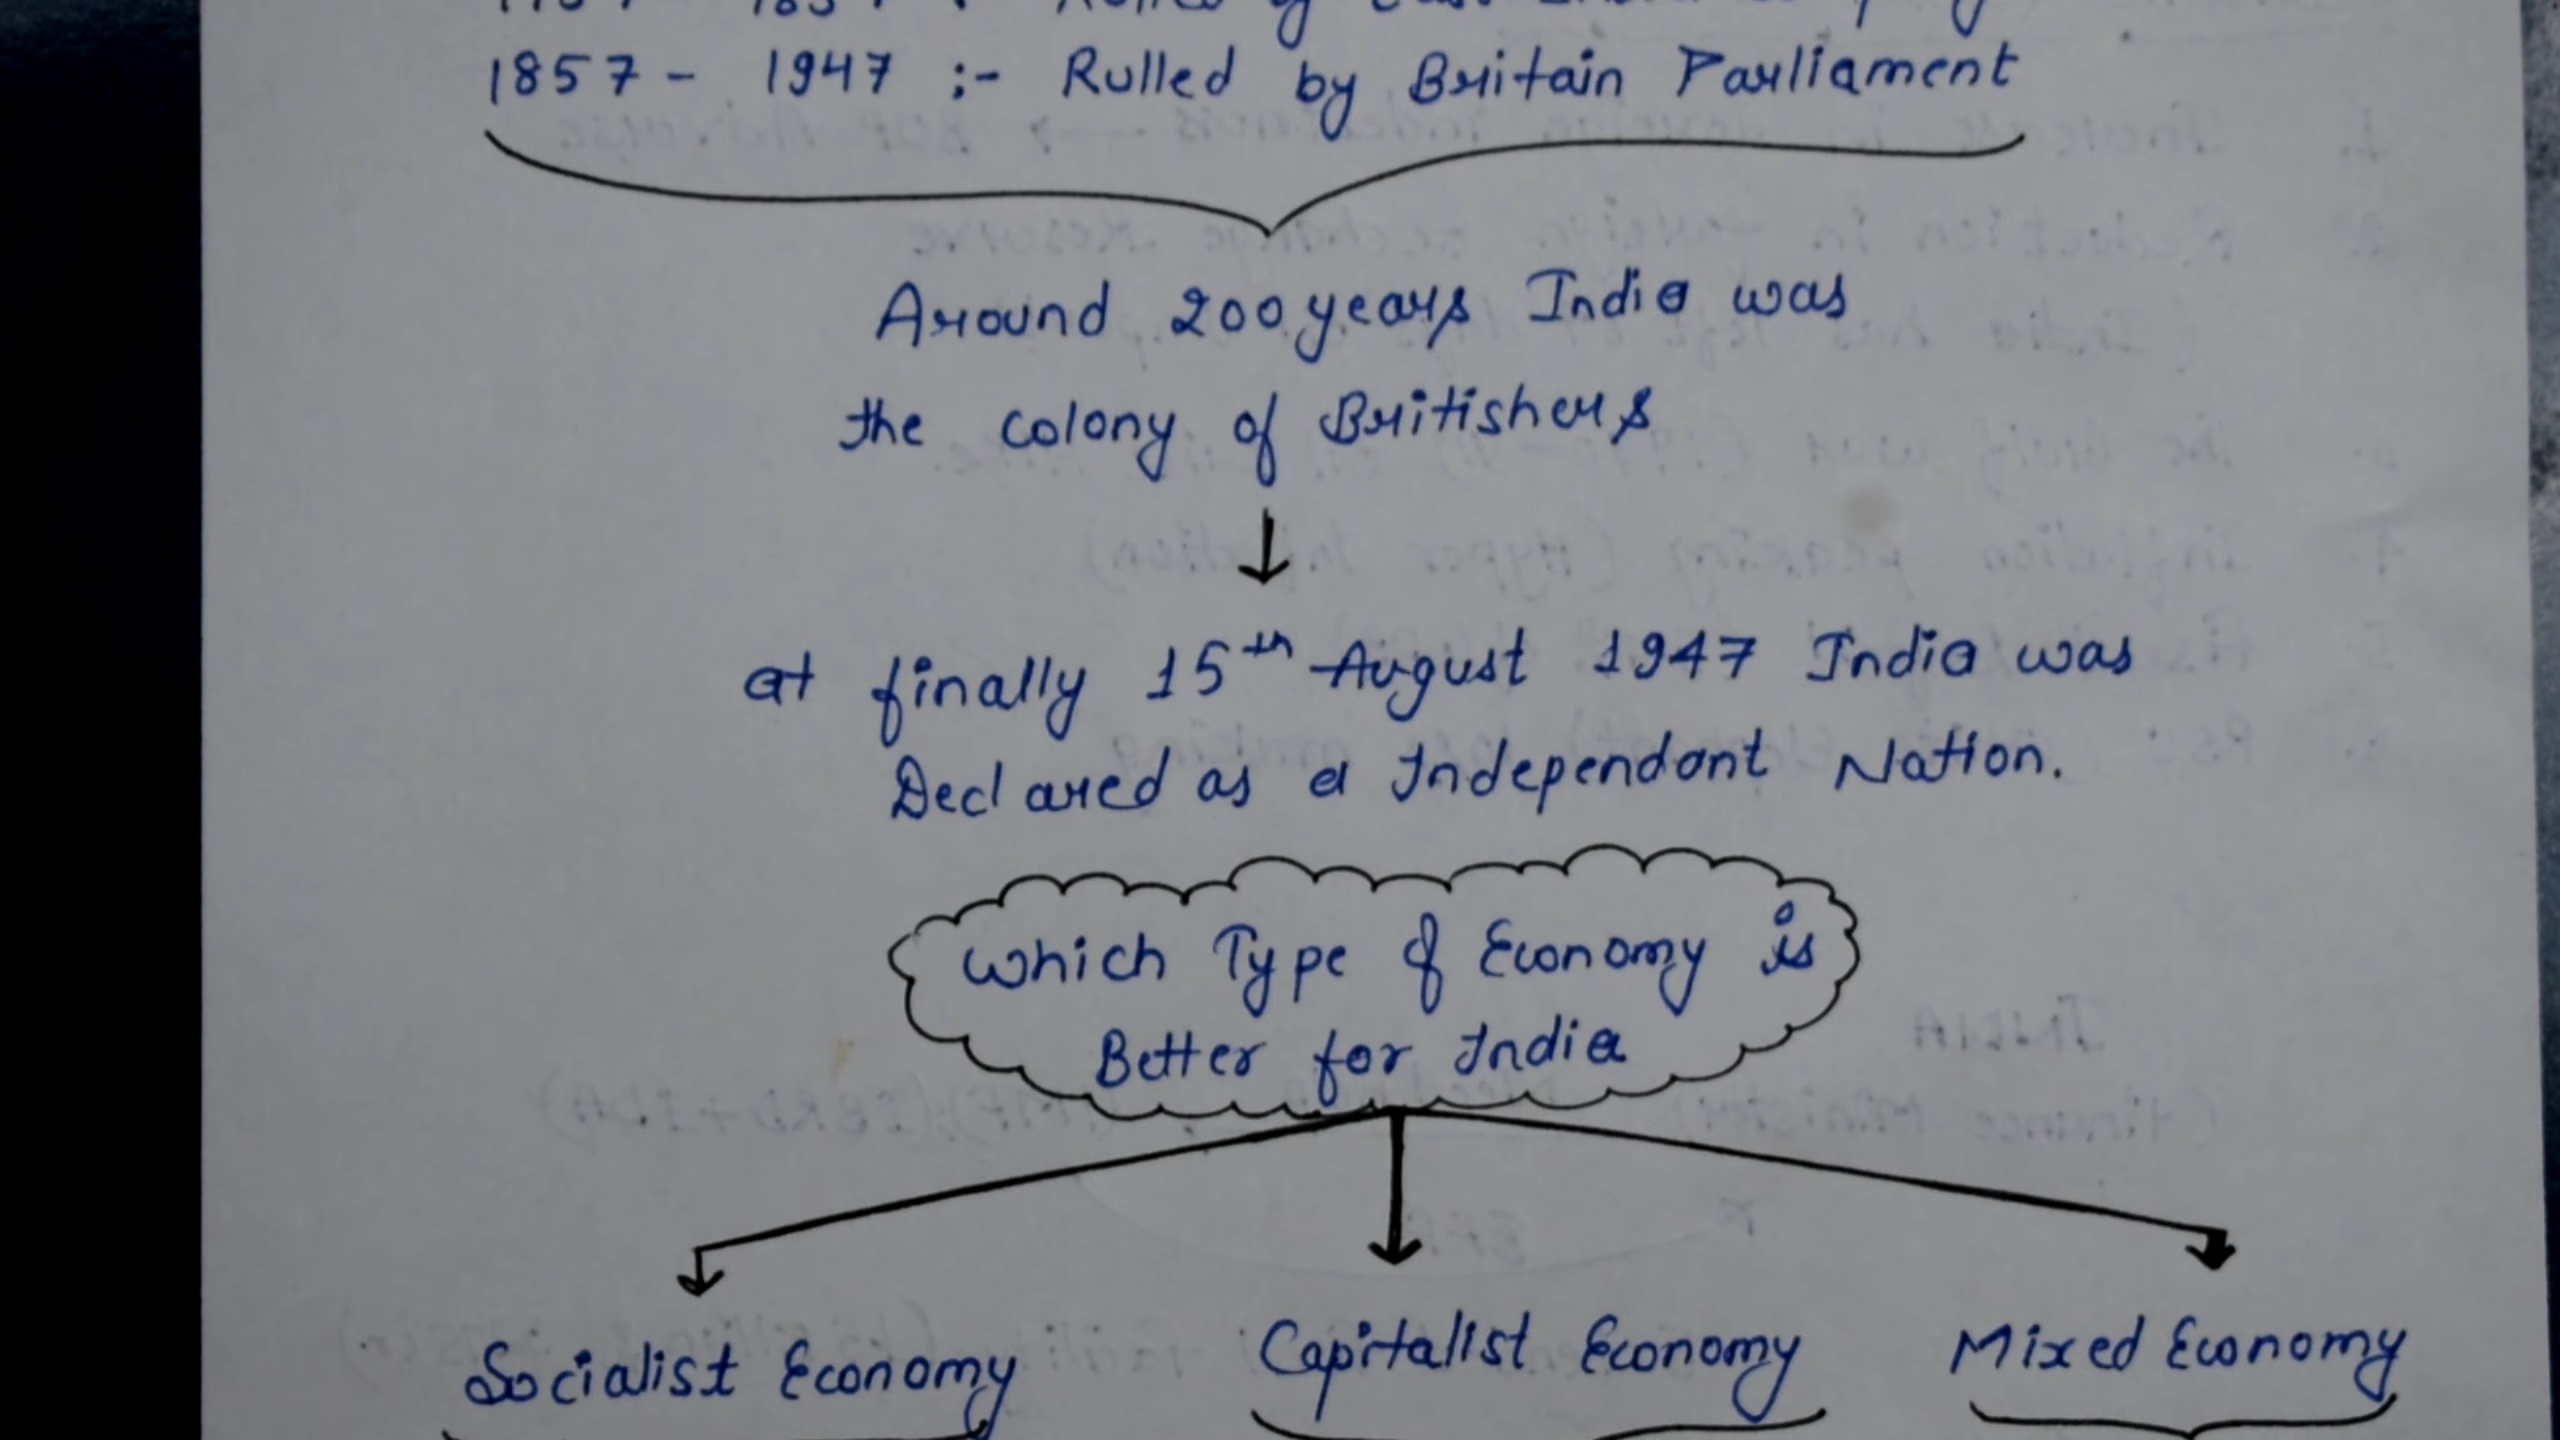 1857 - 1947 :- Rulled by Britain Parliament
Around 200 years India was
the colony of Britishers
at finally 15th August 1947 India was
Declared as a Independant Nation.
Which Type of Economy is
Better for India
Socialist Economy Capitalist Economy Mixed Economy